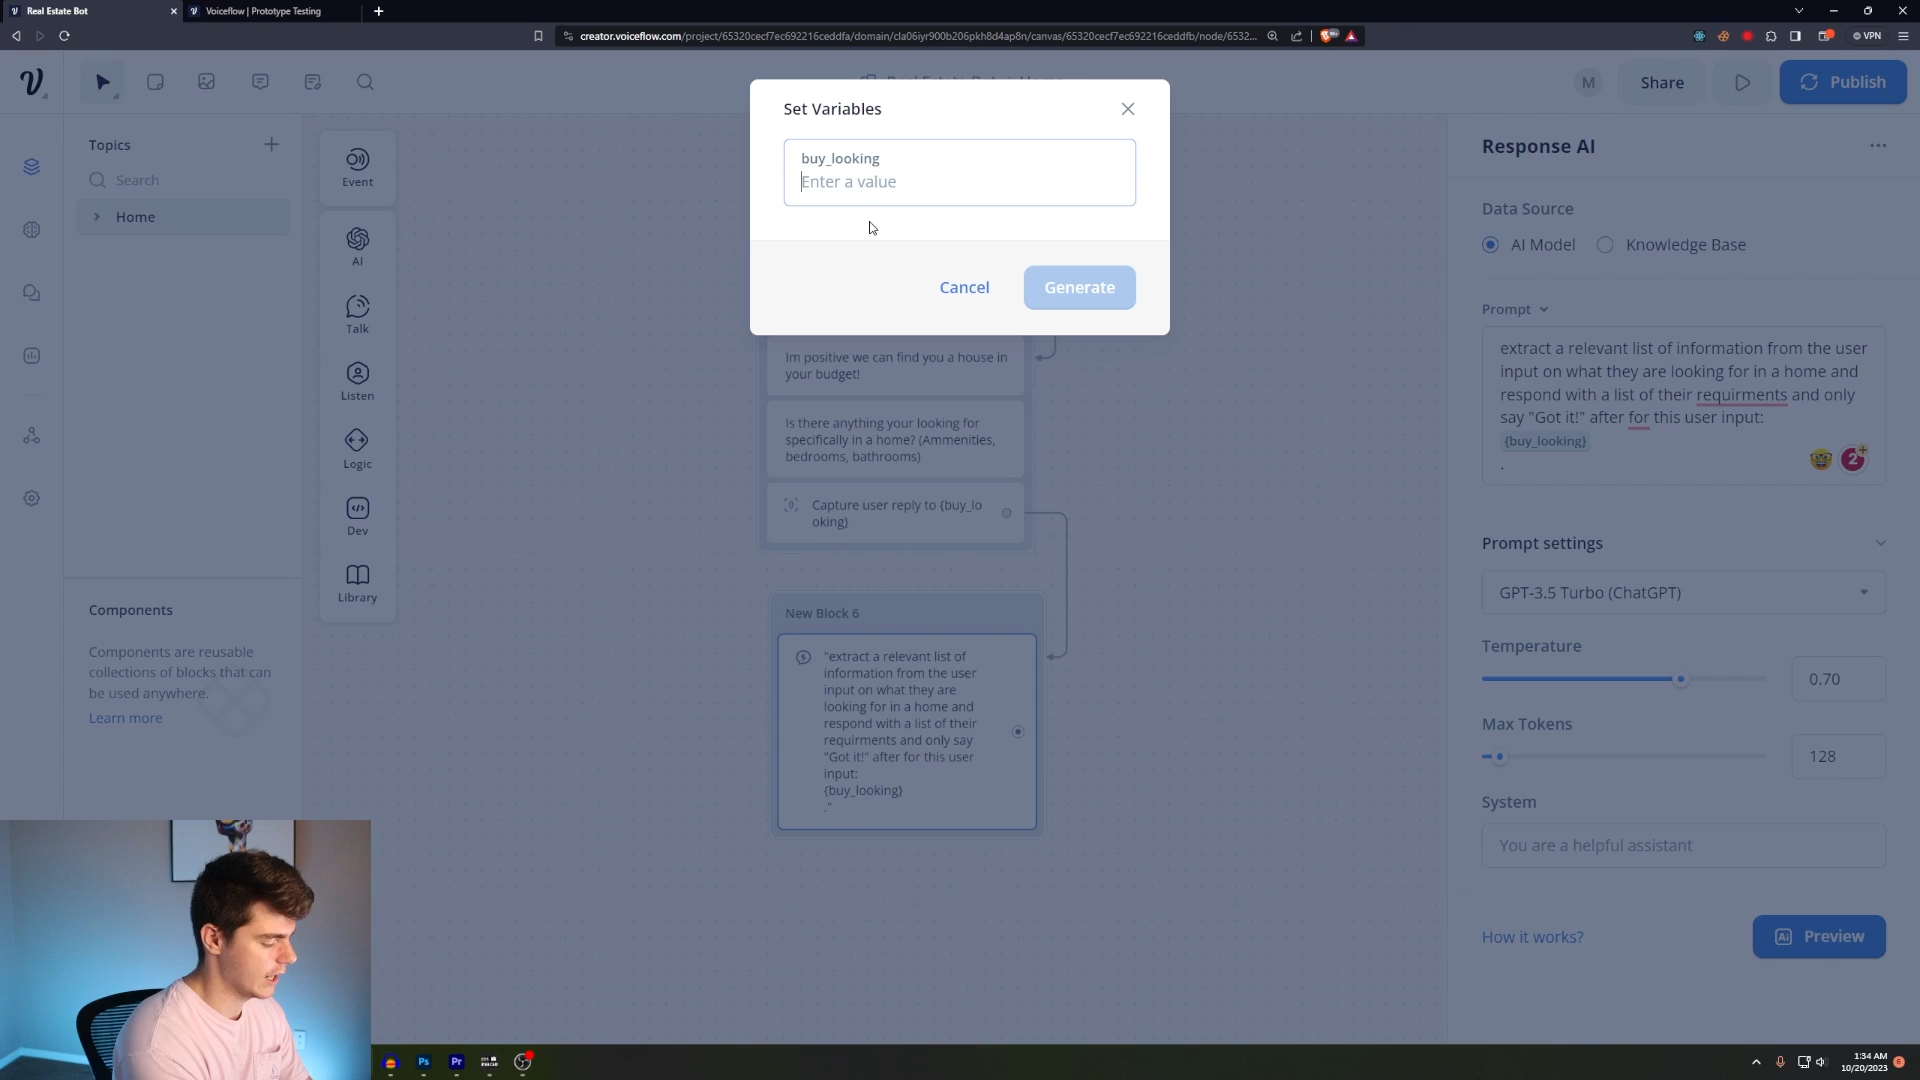 Real Estate Bot
Voiceflow | Prototype Testing
creator.voiceflow.com/project/65320cecf7ec692216ceddfa/domain/cla06iyr900b206pkh8d4ap8n/canvas/65320cecf7ec692216ceddfb/node/6532...
VPN
M
Share
Publish
Topics
Search
Home
Event
AI
Talk
Listen
Logic
Dev
Library
Components
Components are reusable
collections of blocks that can
be used anywhere.
Learn more
Set Variables
buy_looking
Enter a value
Cancel
Generate
Im positive we can find you a house in
your budget!
Is there anything your looking for
specifically in a home? (Ammenities,
bedrooms, bathrooms)
Capture user reply to {buy_lo
oking}
New Block 6
"extract a relevant list of
information from the user
input on what they are
looking for in a home and
respond with a list of their
requirments and only say
"Got it!" after for this user
input:
{buy_looking}
."
Response AI
Data Source
AI Model
Knowledge Base
Prompt
extract a relevant list of information from the user
input on what they are looking for in a home and
respond with a list of their requirments and only
say "Got it!" after for this user input:
{buy_looking}
.
2
Prompt settings
GPT-3.5 Turbo (ChatGPT)
Temperature
0.70
Max Tokens
128
System
You are a helpful assistant
How it works?
Ai Preview
Ps
Pr
1:34 AM
10/20/2023
6